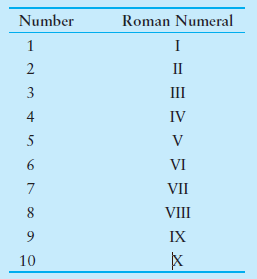 Number Roman Numeral
1 I
2 II
3 III
4 IV
5 V
6 VI
7 VII
8 VIII
9 IX
10 X